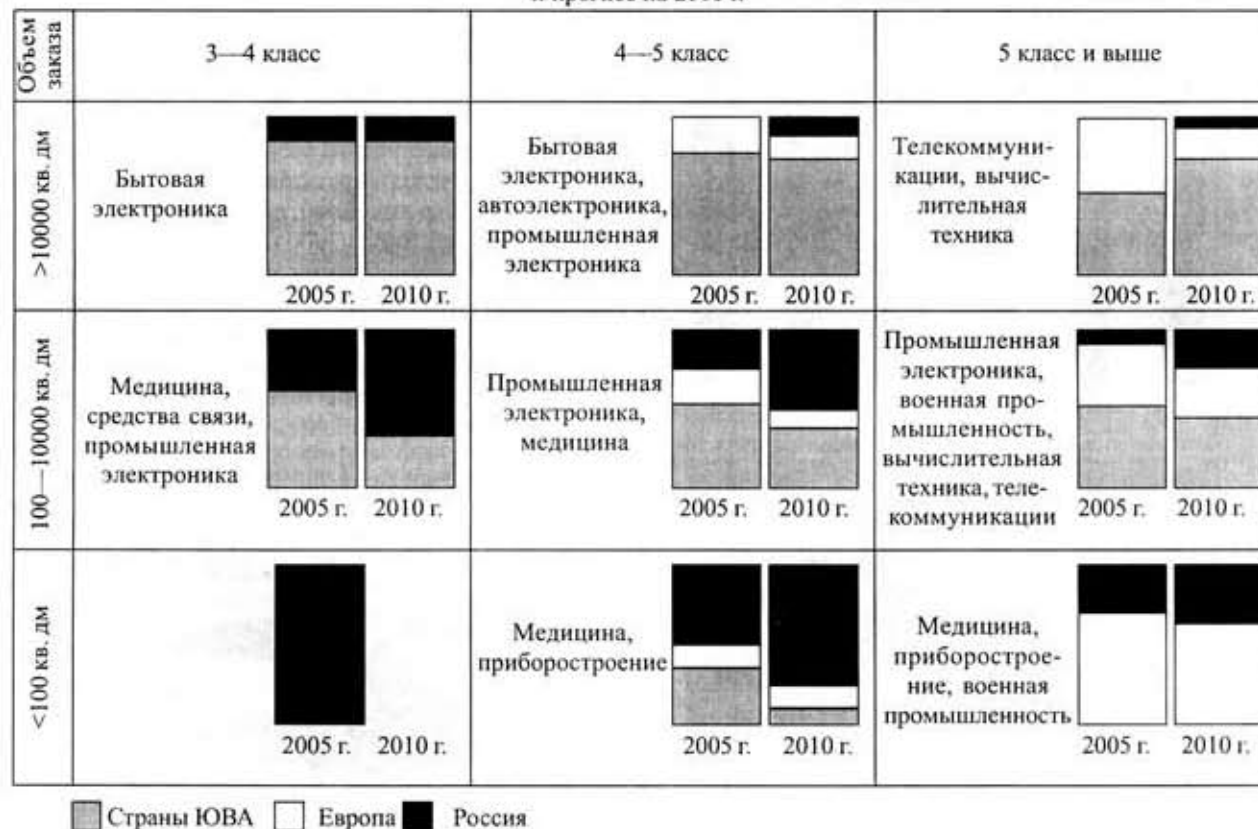 Объем
заказа
3—4 класс
4—5 класс
5 класс и выше
>10000 кв. дм
Бытовая
электроника
2005 г. 2010 г.
Бытовая
электроника,
автоэлектроника,
промышленная
электроника
2005 г. 2010 г.
Телекоммуни-
кации, вычис-
лительная
техника
2005 г. 2010 г.
100—10000 кв. дм
Медицина,
средства связи,
промышленная
электроника
2005 г. 2010 г.
Промышленная
электроника,
медицина
2005 г. 2010 г.
Промышленная
электроника,
военная про-
мышленность,
вычислительная
техника, теле-
коммуникации
2005 г. 2010 г.
<100 кв. дм
2005 г. 2010 г.
Медицина,
приборостроение
2005 г. 2010 г.
Медицина,
приборострое-
ние, военная
промышленность
2005 г. 2010 г.
Страны ЮВА Европа Россия